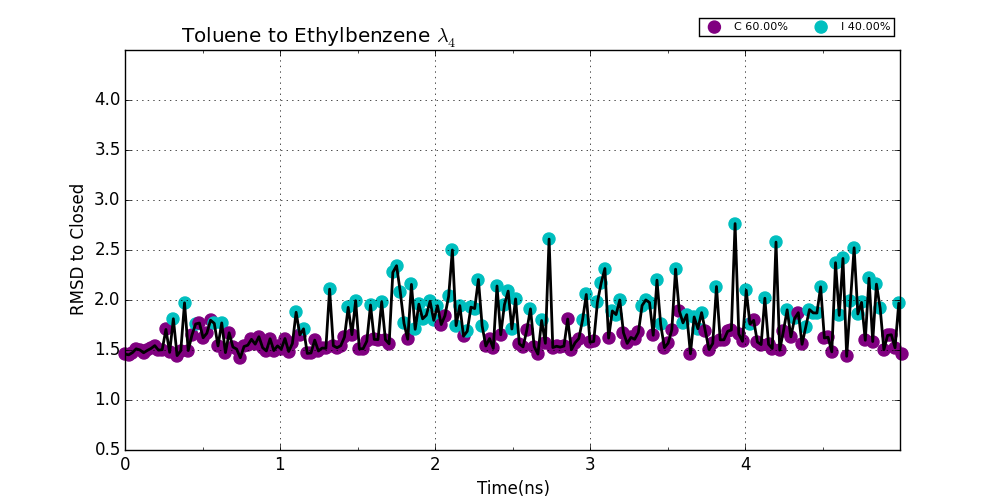 C 60.00% I 40.00%
Toluene to Ethylbenzene λ₄
RMSD to Closed
4.0
3.5
3.0
2.5
2.0
1.5
1.0
0.5
0 1 2 3 4
Time(ns)